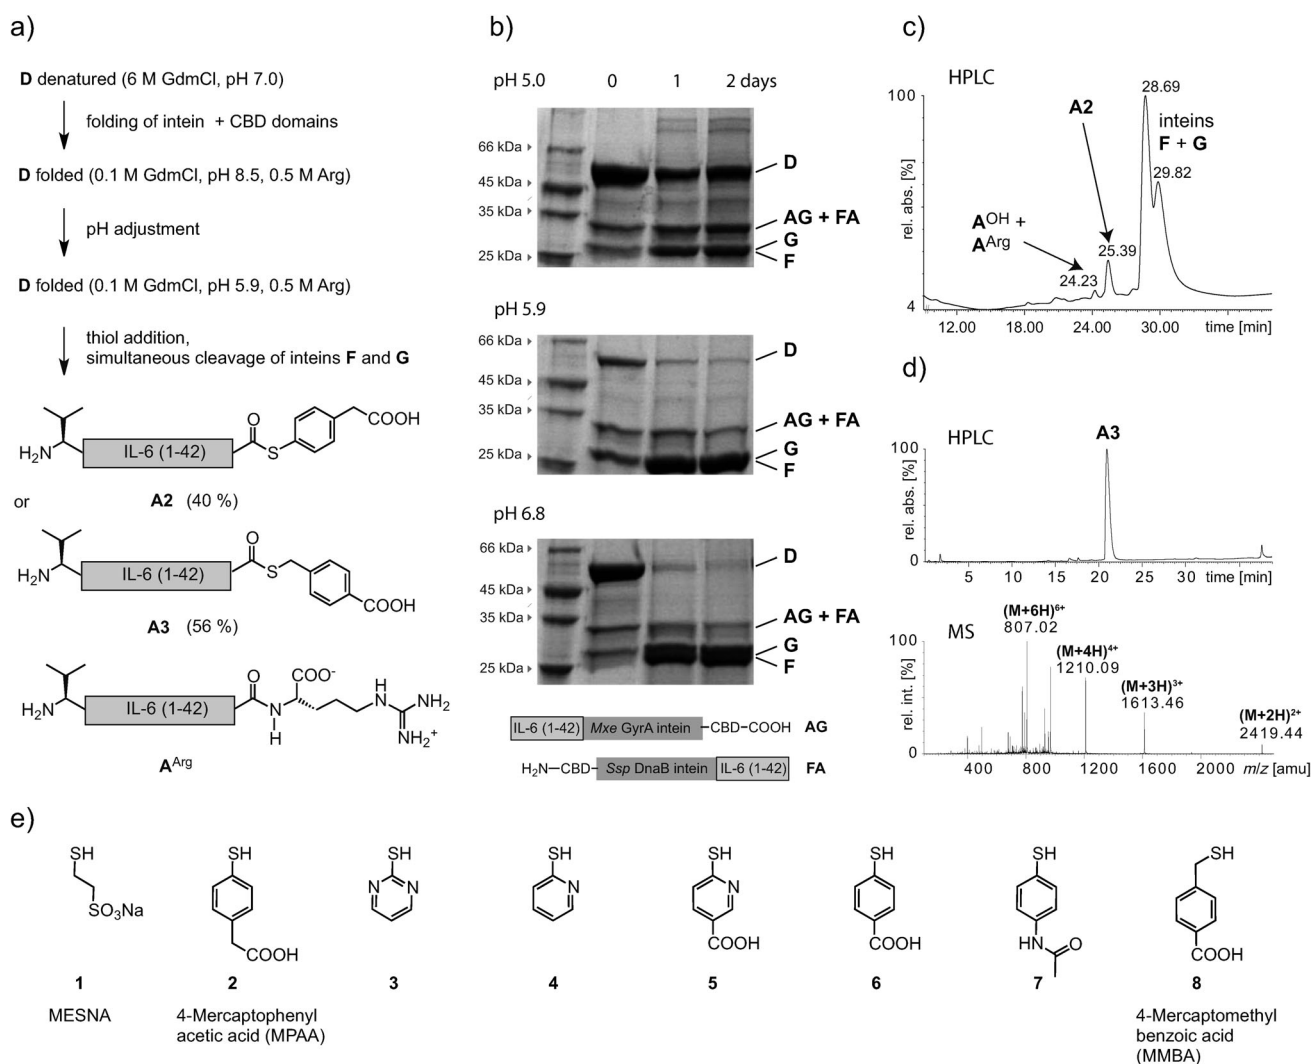 a)
D denatured (6 M GdmCl, pH 7.0)
folding of intein + CBD domains
D folded (0.1 M GdmCl, pH 8.5, 0.5 M Arg)
pH adjustment
D folded (0.1 M GdmCl, pH 5.9, 0.5 M Arg)
thiol addition,
simultaneous cleavage of inteins F and G
H₂N
IL-6 (1-42)
O
S
COOH
or
A2 (40 %)
H₂N
IL-6 (1-42)
O
S
COOH
A3 (56 %)
H₂N
IL-6 (1-42)
O
N
H
COO⁻
H
N
NH₂
NH₂⁺
A^Arg
b)
pH 5.0
0 1 2 days
66 kDa
45 kDa
35 kDa
25 kDa
D
AG + FA
G
F
pH 5.9
66 kDa
45 kDa
35 kDa
25 kDa
D
AG + FA
G
F
pH 6.8
66 kDa
45 kDa
35 kDa
25 kDa
D
AG + FA
G
F
IL-6 (1-42) Mxe GyrA intein CBD–COOH AG
H₂N–CBD Ssp DnaB intein IL-6 (1-42) FA
c)
HPLC
100
4
rel. abs. [%]
A2
28.69
inteins
F + G
29.82
A^OH +
A^Arg
25.39
24.23
12.00 18.00 24.00 30.00 time [min]
d)
HPLC
100
0
rel. abs. [%]
A3
5 10 15 20 25 30 time [min]
MS
100
0
rel. int. [%]
(M+6H)⁶⁺
807.02
(M+4H)⁴⁺
1210.09
(M+3H)³⁺
1613.46
(M+2H)²⁺
2419.44
400 800 1200 1600 2000 m/z [amu]
e)
SH
SO₃Na
1
MESNA
SH
COOH
2
4-Mercaptophenyl
acetic acid (MPAA)
SH
N N
3
SH
N
4
SH
N
COOH
5
SH
COOH
6
SH
HN
O
7
SH
COOH
8
4-Mercaptomethyl
benzoic acid
(MMBA)